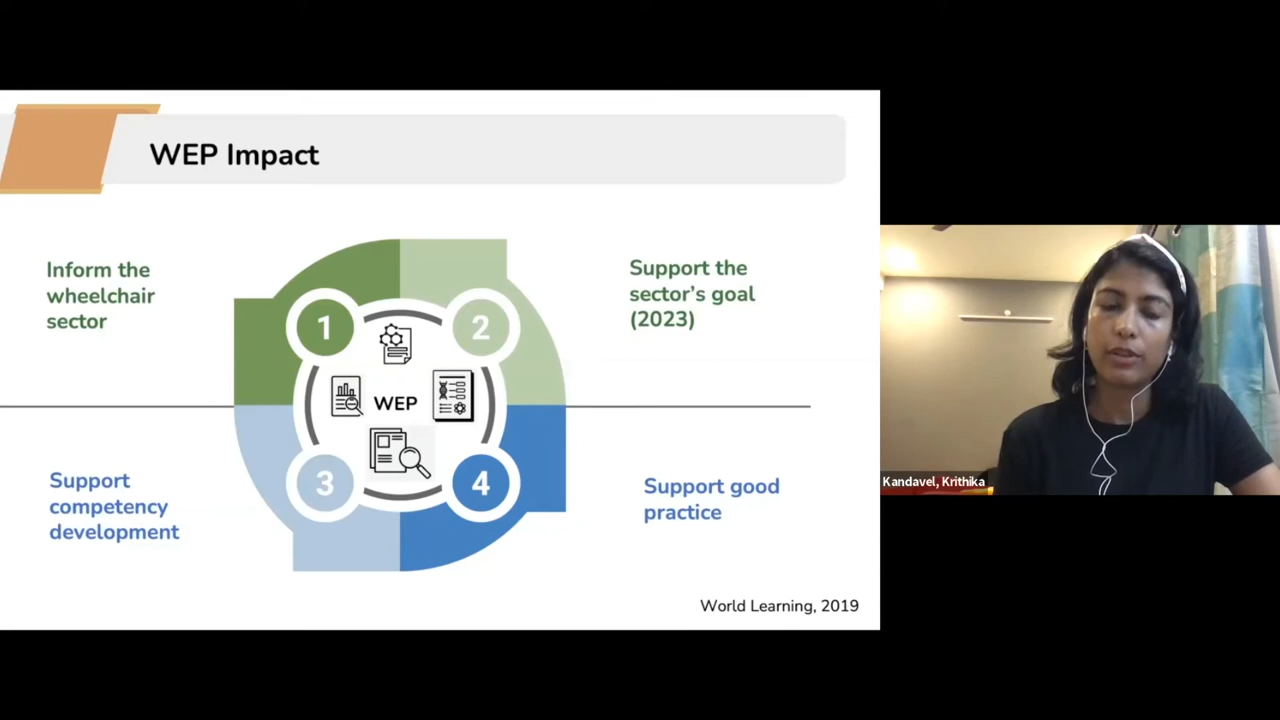 WEP Impact
Inform the
wheelchair
sector
Support the
sector's goal
(2023)
1
2
WEP
3
4
Support
competency
development
Support good
practice
World Learning, 2019
Kandavel, Krithika